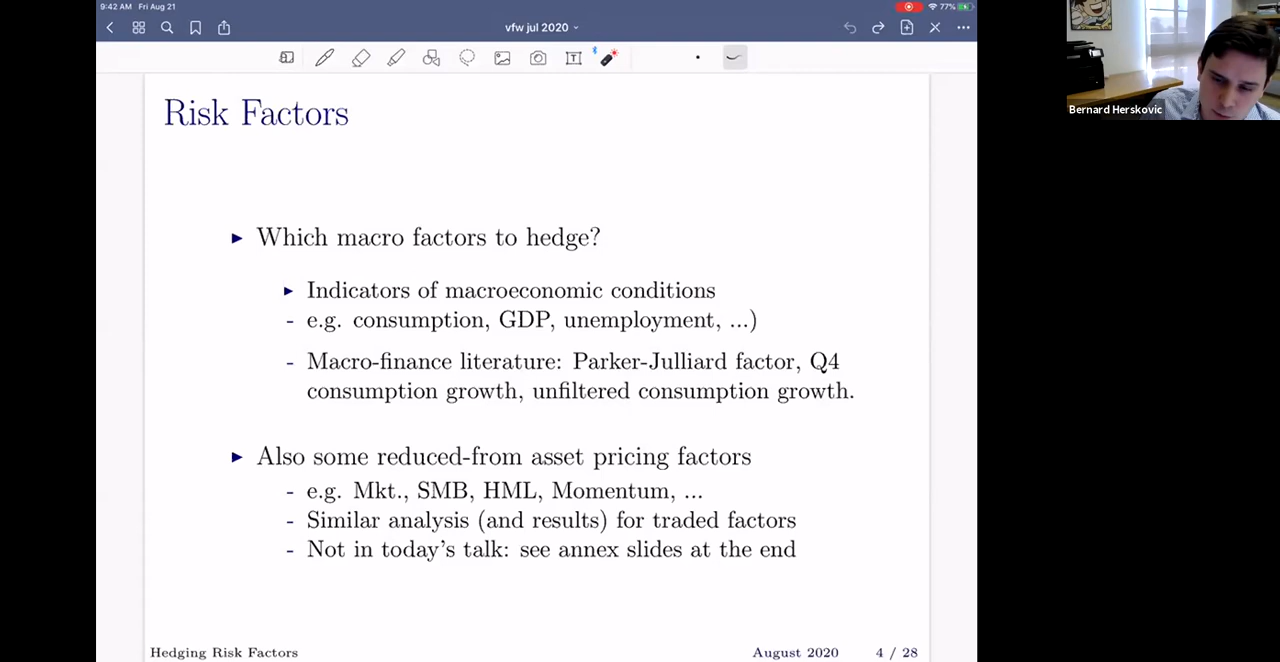 9:42 AM Fri Aug 21
77%
vfw jul 2020
T
Bernard Herskovic
Risk Factors
► Which macro factors to hedge?
► Indicators of macroeconomic conditions
- e.g. consumption, GDP, unemployment, ...)
- Macro-finance literature: Parker-Julliard factor, Q4
consumption growth, unfiltered consumption growth.
► Also some reduced-from asset pricing factors
- e.g. Mkt., SMB, HML, Momentum, ...
- Similar analysis (and results) for traded factors
- Not in today's talk: see annex slides at the end
Hedging Risk Factors August 2020 4 / 28